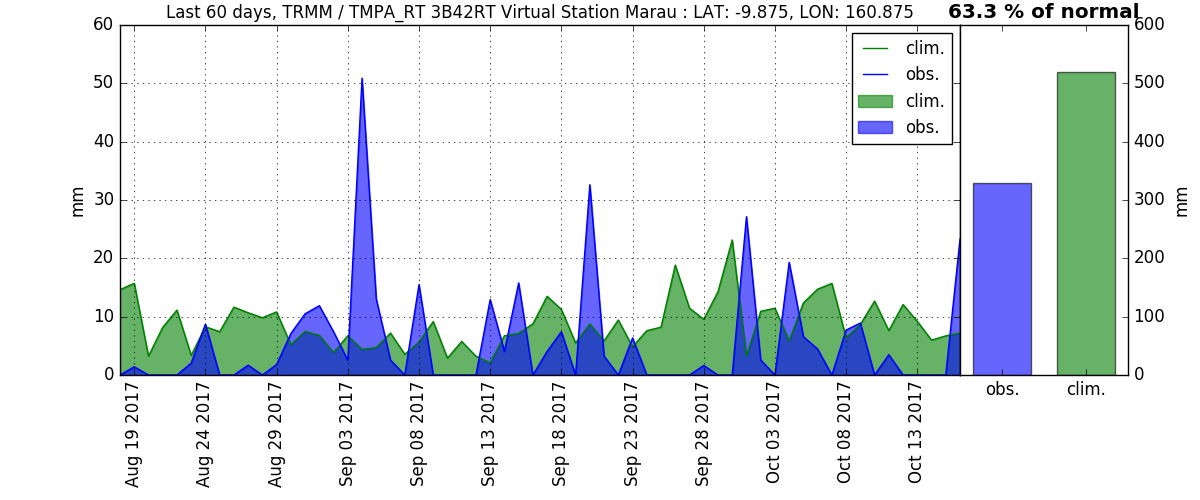 Last 60 days, TRMM / TMPA_RT 3B42RT Virtual Station Marau : LAT: -9.875, LON: 160.875
63.3 % of normal
60
50
40
30
20
10
0
mm
clim.
obs.
clim.
obs.
600
500
400
300
200
100
0
mm
Aug 19 2017
Aug 24 2017
Aug 29 2017
Sep 03 2017
Sep 08 2017
Sep 13 2017
Sep 18 2017
Sep 23 2017
Sep 28 2017
Oct 03 2017
Oct 08 2017
Oct 13 2017
obs.
clim.